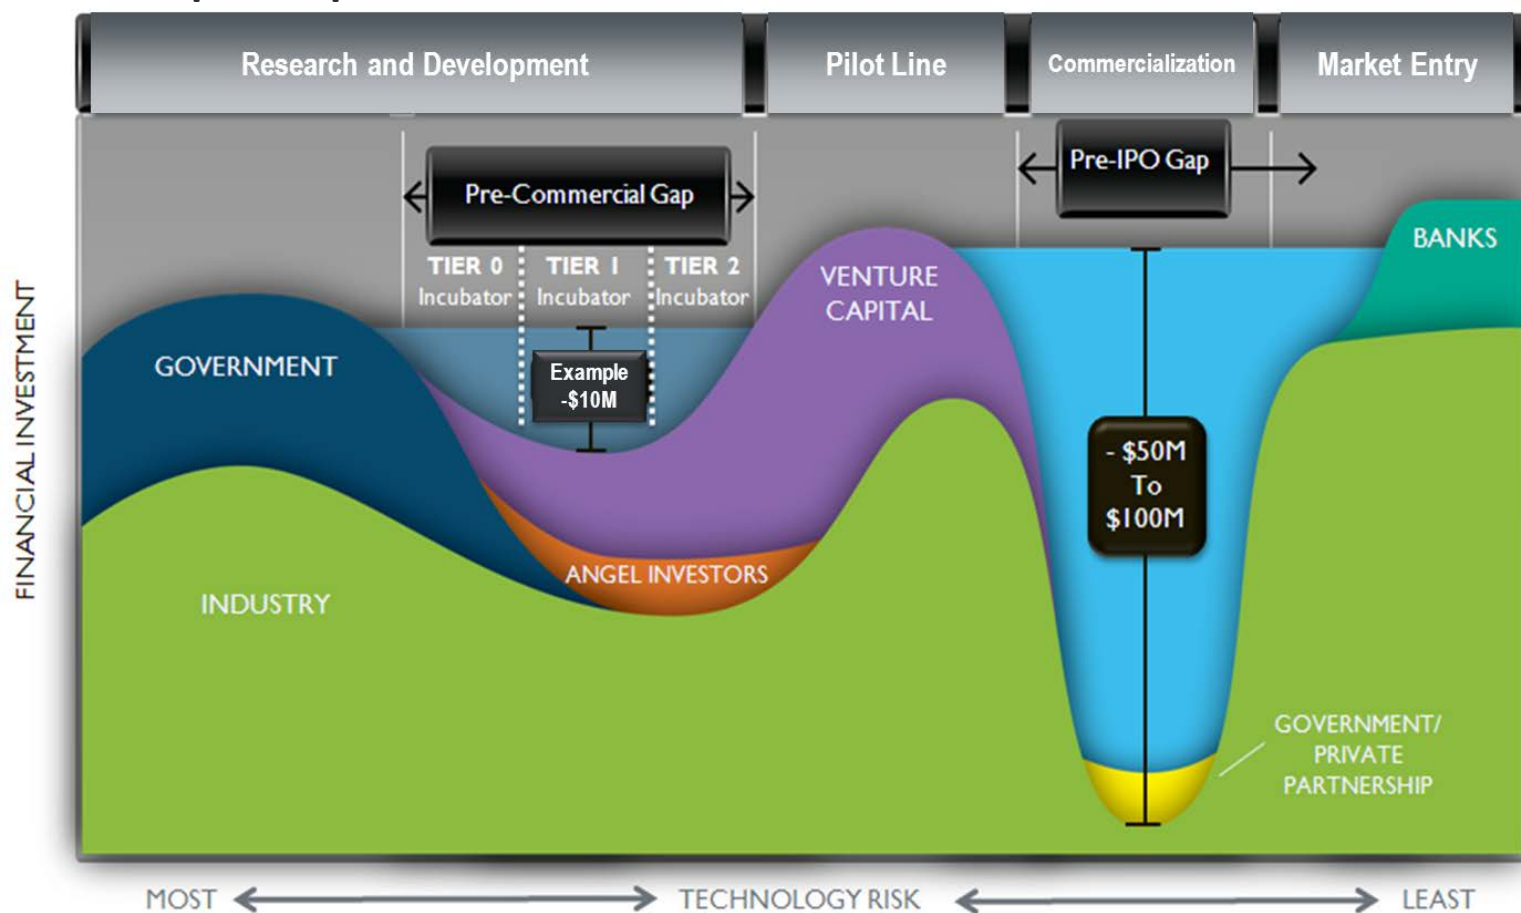 Research and Development
Pilot Line
Commercialization
Market Entry
Pre-Commercial Gap
Pre-IPO Gap
TIER 0
Incubator
TIER 1
Incubator
TIER 2
Incubator
BANKS
VENTURE
CAPITAL
GOVERNMENT
Example
-$10M
- $50M
To
$100M
ANGEL INVESTORS
INDUSTRY
GOVERNMENT/
PRIVATE
PARTNERSHIP
FINANCIAL INVESTMENT
MOST
TECHNOLOGY RISK
LEAST